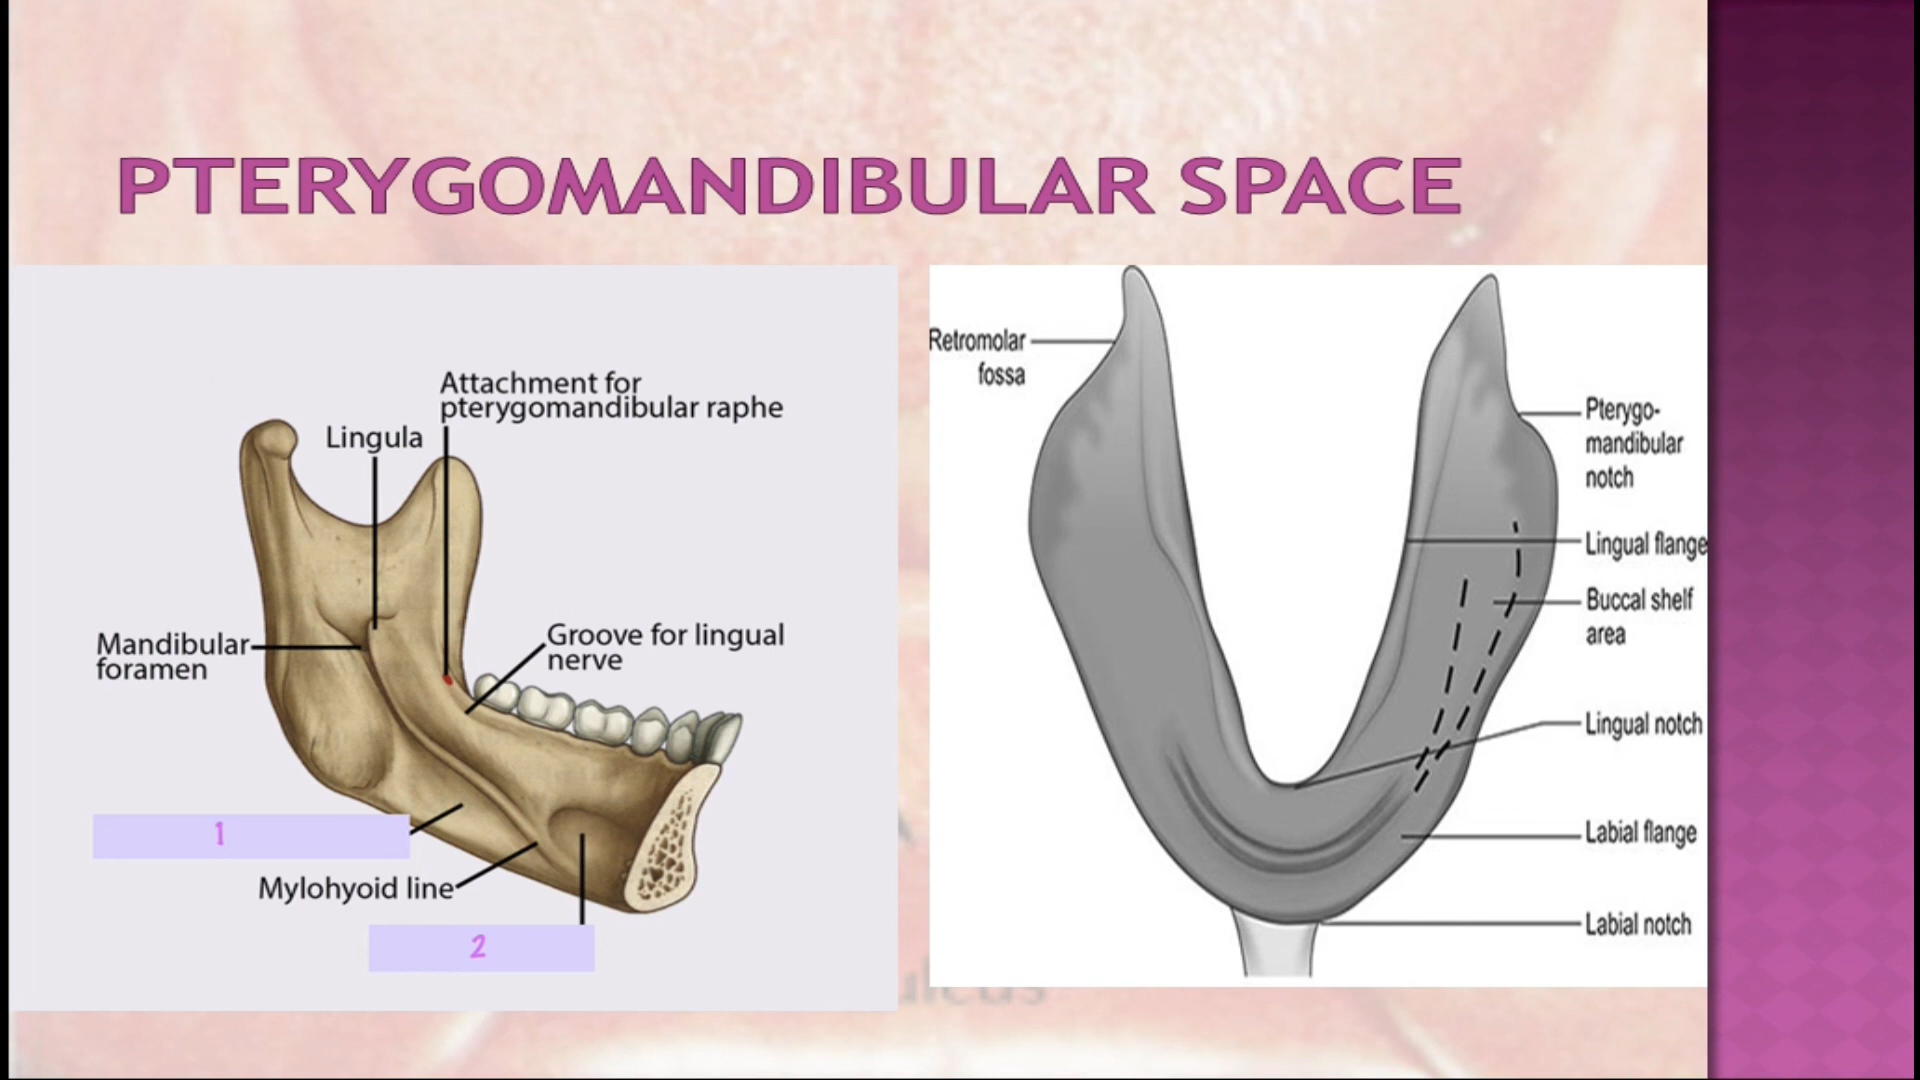 PTERYGOMANDIBULAR SPACE
Attachment for
pterygomandibular raphe
Lingula
Mandibular
foramen
Groove for lingual
nerve
1
Mylohyoid line
2
Retromolar
fossa
Pterygo-
mandibular
notch
Lingual flange
Buccal shelf
area
Lingual notch
Labial flange
Labial notch